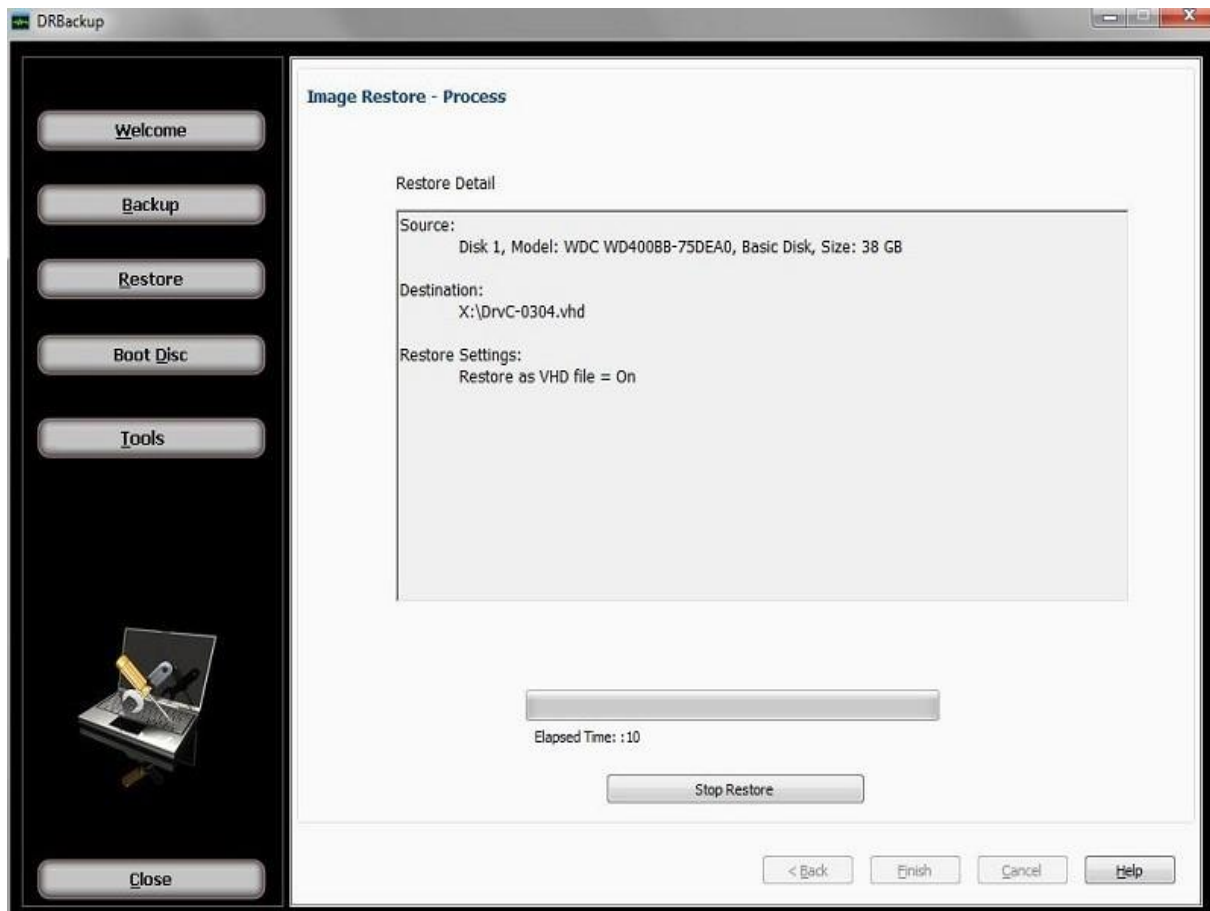 DRBackup
Welcome
Backup
Restore
Boot Disc
Tools
Close
Image Restore - Process
Restore Detail
Source:
Disk 1, Model: WDC WD400BB-75DEA0, Basic Disk, Size: 38 GB
Destination:
X:\DrvC-0304.vhd
Restore Settings:
Restore as VHD file = On
Elapsed Time: :10
Stop Restore
< Back
Finish
Cancel
Help